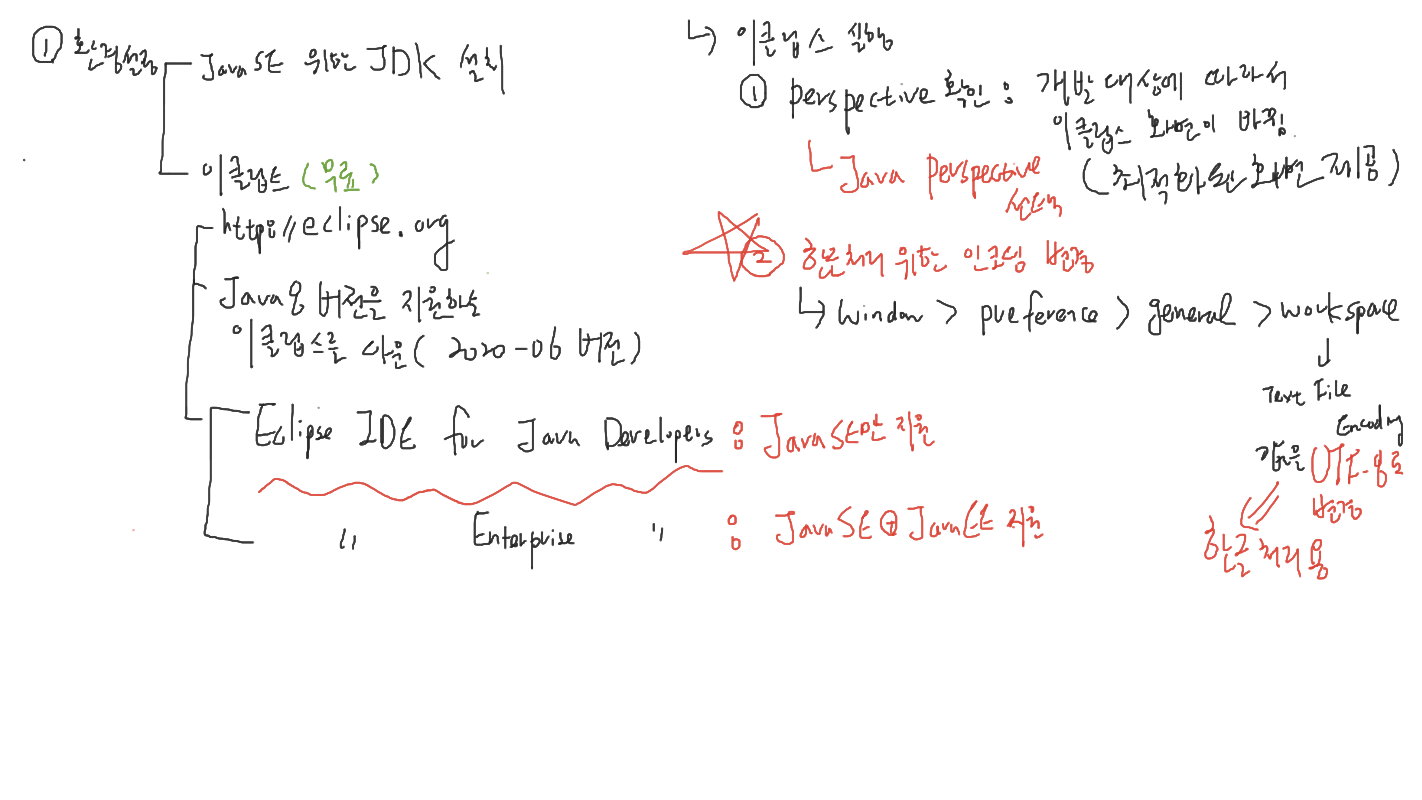 ① 환경설정
JavaSE 위한 JDK 설치
이클립스 (무료)
http://eclipse.org
Java8 버전을 지원하는
이클립스를 다운( 2020-06 버전)
Eclipse IDE for Java Developers : JavaSE만 지원
〃 Enterprise 〃 : JavaSE ⊕ JavaEE 지원
↳ 이클립스 실행
① perspective 확인 : 개발 대상에 따라서
이클립스 화면이 바뀜.
(최적화된 화면 제공)
Java perspective
선택
② 한글처리 위한 인코딩 변경
↳ window > preference > general > workspace
↓
Text File
Encoding
값을 UTF-8로
변경
한글처리용